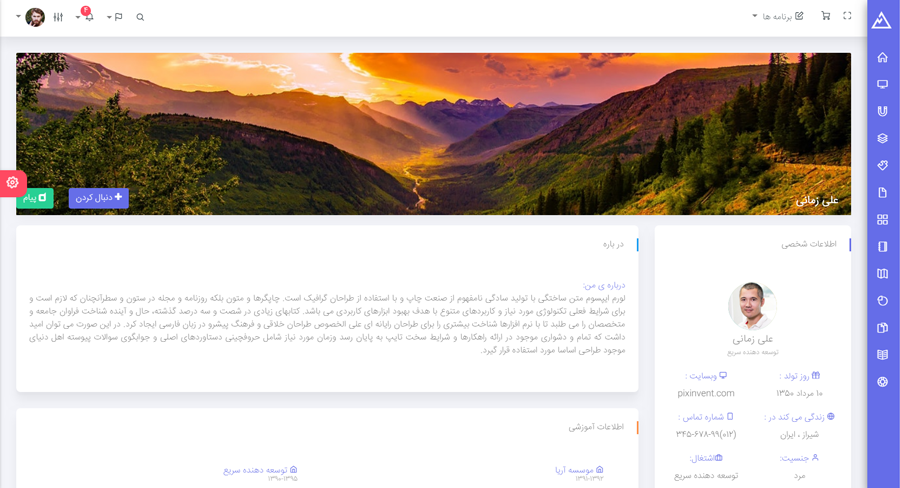 برنامه ها
۴
علی زمانی
دنبال کردن
پیام
اطلاعات شخصی
علی زمانی
توسعه دهنده سریع
روز تولد :
۱۰ مرداد ۱۳۵۰
وبسایت :
pixinvent.com
زندگی می کند در :
شیراز ، ایران
شماره تماس :
(۰۱۲)۳۴۵-۶۷۸-۹۹
جنسیت:
مرد
اشتغال:
توسعه دهنده سریع
در باره
درباره ی من:
لورم ایپسوم متن ساختگی با تولید سادگی نامفهوم از صنعت چاپ و با استفاده از طراحان گرافیک است. چاپگرها و متون بلکه روزنامه و مجله در ستون و سطرآنچنان که لازم است و
برای شرایط فعلی تکنولوژی مورد نیاز و کاربردهای متنوع با هدف بهبود ابزارهای کاربردی می باشد. کتابهای زیادی در شصت و سه درصد گذشته، حال و آینده شناخت فراوان جامعه و
متخصصان را می طلبد تا با نرم افزارها شناخت بیشتری را برای طراحان رایانه ای علی الخصوص طراحان خلاقی و فرهنگ پیشرو در زبان فارسی ایجاد کرد. در این صورت می توان امید
داشت که تمام و دشواری موجود در ارائه راهکارها و شرایط سخت تایپ به پایان رسد وزمان مورد نیاز شامل حروفچینی دستاوردهای اصلی و جوابگوی سوالات پیوسته اهل دنیای
موجود طراحی اساسا مورد استفاده قرار گیرد.
اطلاعات آموزشی
موسسه آریا
۱۳۹۱-۱۳۹۲
توسعه دهنده سریع
۱۳۹۰-۱۳۹۵